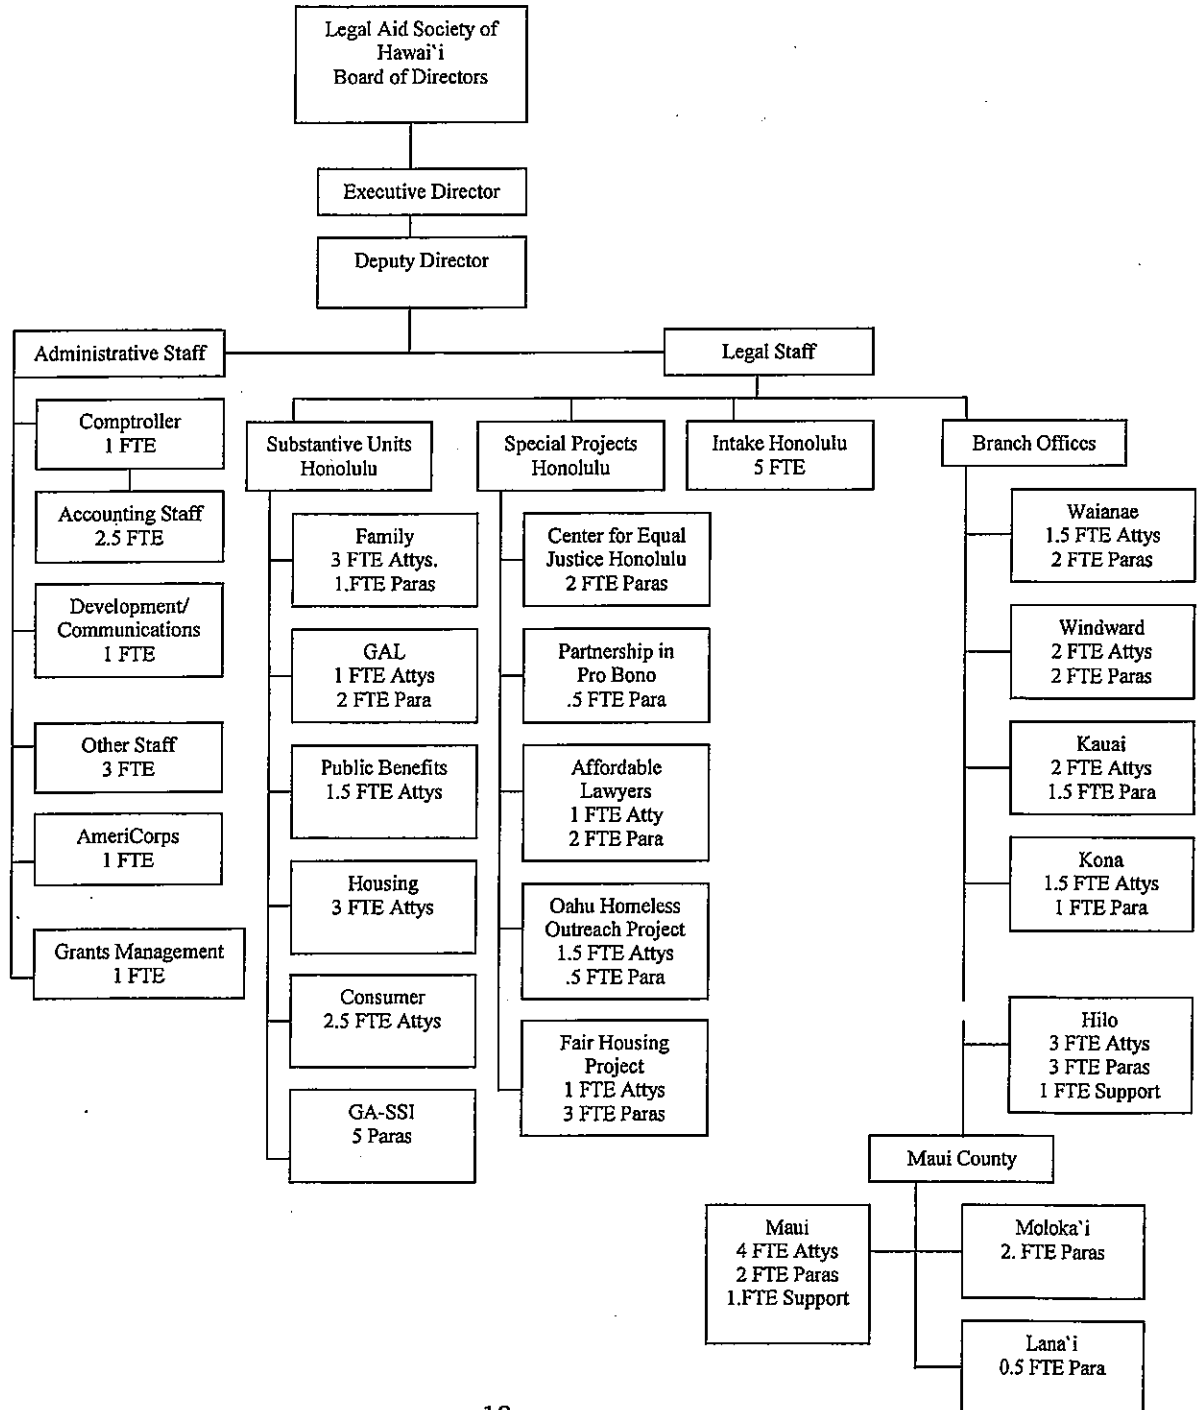 Legal Aid Society of
Hawai`i
Board of Directors
Executive Director
Deputy Director
Administrative Staff
Legal Staff
Comptroller
1 FTE
Accounting Staff
2.5 FTE
Development/
Communications
1 FTE
Other Staff
3 FTE
AmeriCorps
1 FTE
Grants Management
1 FTE
Substantive Units
Honolulu
Family
3 FTE Attys.
1.FTE Paras
GAL
1 FTE Attys
2 FTE Para
Public Benefits
1.5 FTE Attys
Housing
3 FTE Attys
Consumer
2.5 FTE Attys
GA-SSI
5 Paras
Special Projects
Honolulu
Center for Equal
Justice Honolulu
2 FTE Paras
Partnership in
Pro Bono
.5 FTE Para
Affordable
Lawyers
1 FTE Atty
2 FTE Para
Oahu Homeless
Outreach Project
1.5 FTE Attys
.5 FTE Para
Fair Housing
Project
1 FTE Attys
3 FTE Paras
Intake Honolulu
5 FTE
Branch Offices
Waianae
1.5 FTE Attys
2 FTE Paras
Windward
2 FTE Attys
2 FTE Paras
Kauai
2 FTE Attys
1.5 FTE Para
Kona
1.5 FTE Attys
1 FTE Para
Hilo
3 FTE Attys
3 FTE Paras
1 FTE Support
Maui County
Maui
4 FTE Attys
2 FTE Paras
1.FTE Support
Moloka`i
2. FTE Paras
Lana`i
0.5 FTE Para